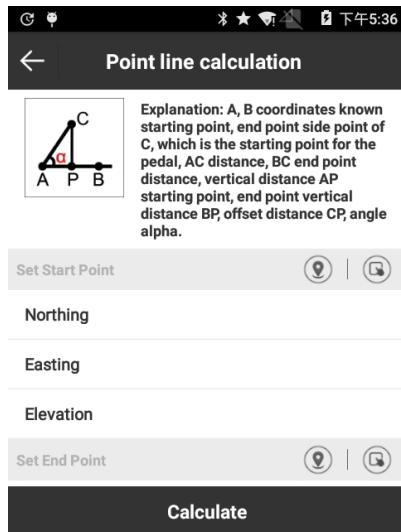 下午5:36
Point line calculation
C
α
A P B
Explanation: A, B coordinates known
starting point, end point side point of
C, which is the starting point for the
pedal, AC distance, BC end point
distance, vertical distance AP
starting point, end point vertical
distance BP, offset distance CP, angle
alpha.
Set Start Point
Northing
Easting
Elevation
Set End Point
Calculate